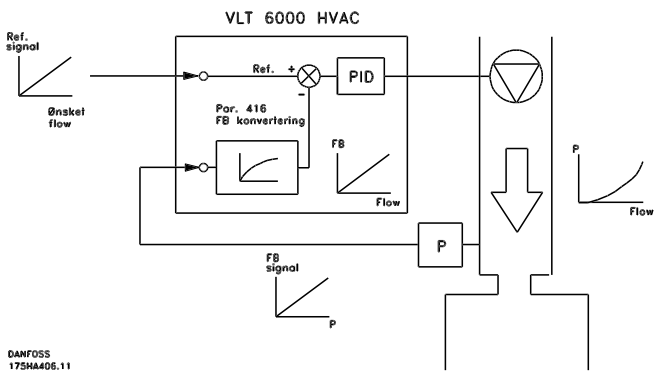 VLT 6000 HVAC
Ref.
signal
Ønsket
flow
Ref.
+
-
PID
Par. 416
FB konvertering
FB
Flow
P
Flow
P
FB
signal
P
DANFOSS
175HA406.11